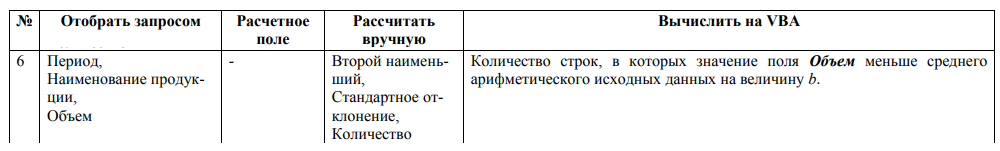 № Отобрать запросом Расчетное поле Рассчитать вручную Вычислить на VBA
6
Период,
Наименование продук-
ции,
Объем
-
Второй наимень-
ший,
Стандартное от-
клонение,
Количество
Количество строк, в которых значение поля Объем меньше среднего
арифметического исходных данных на величину b.